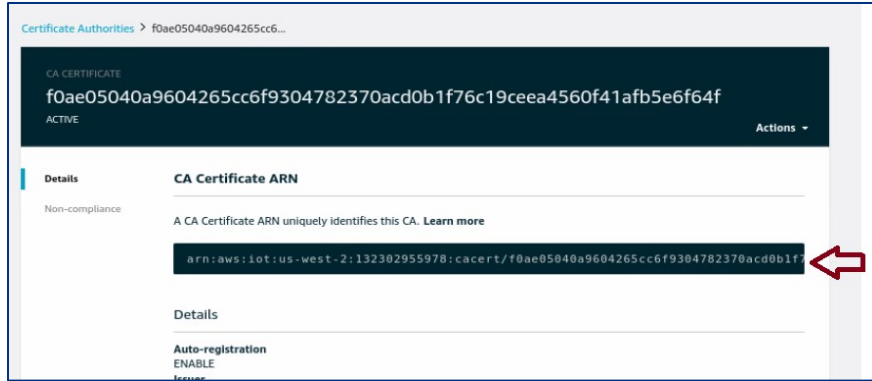 Certificate Authorities > f0ae05040a9604265cc6...
CA CERTIFICATE
f0ae05040a9604265cc6f9304782370acd0b1f76c19ceea4560f41afb5e6f64f
ACTIVE
Actions
Details
CA Certificate ARN
Non-compliance
A CA Certificate ARN uniquely identifies this CA. Learn more
arn:aws:iot:us-west-2:132302955978:cacert/f0ae05040a9604265cc6f9304782370acd0b1f7
Details
Auto-registration
ENABLE
Issuer